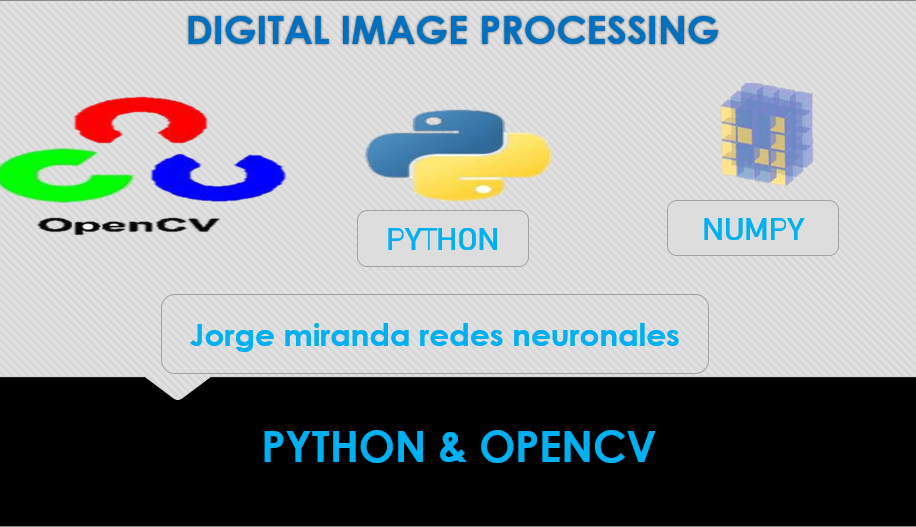 DIGITAL IMAGE PROCESSING
OpenCV
PYTHON
NUMPY
Jorge miranda redes neuronales
PYTHON & OPENCV